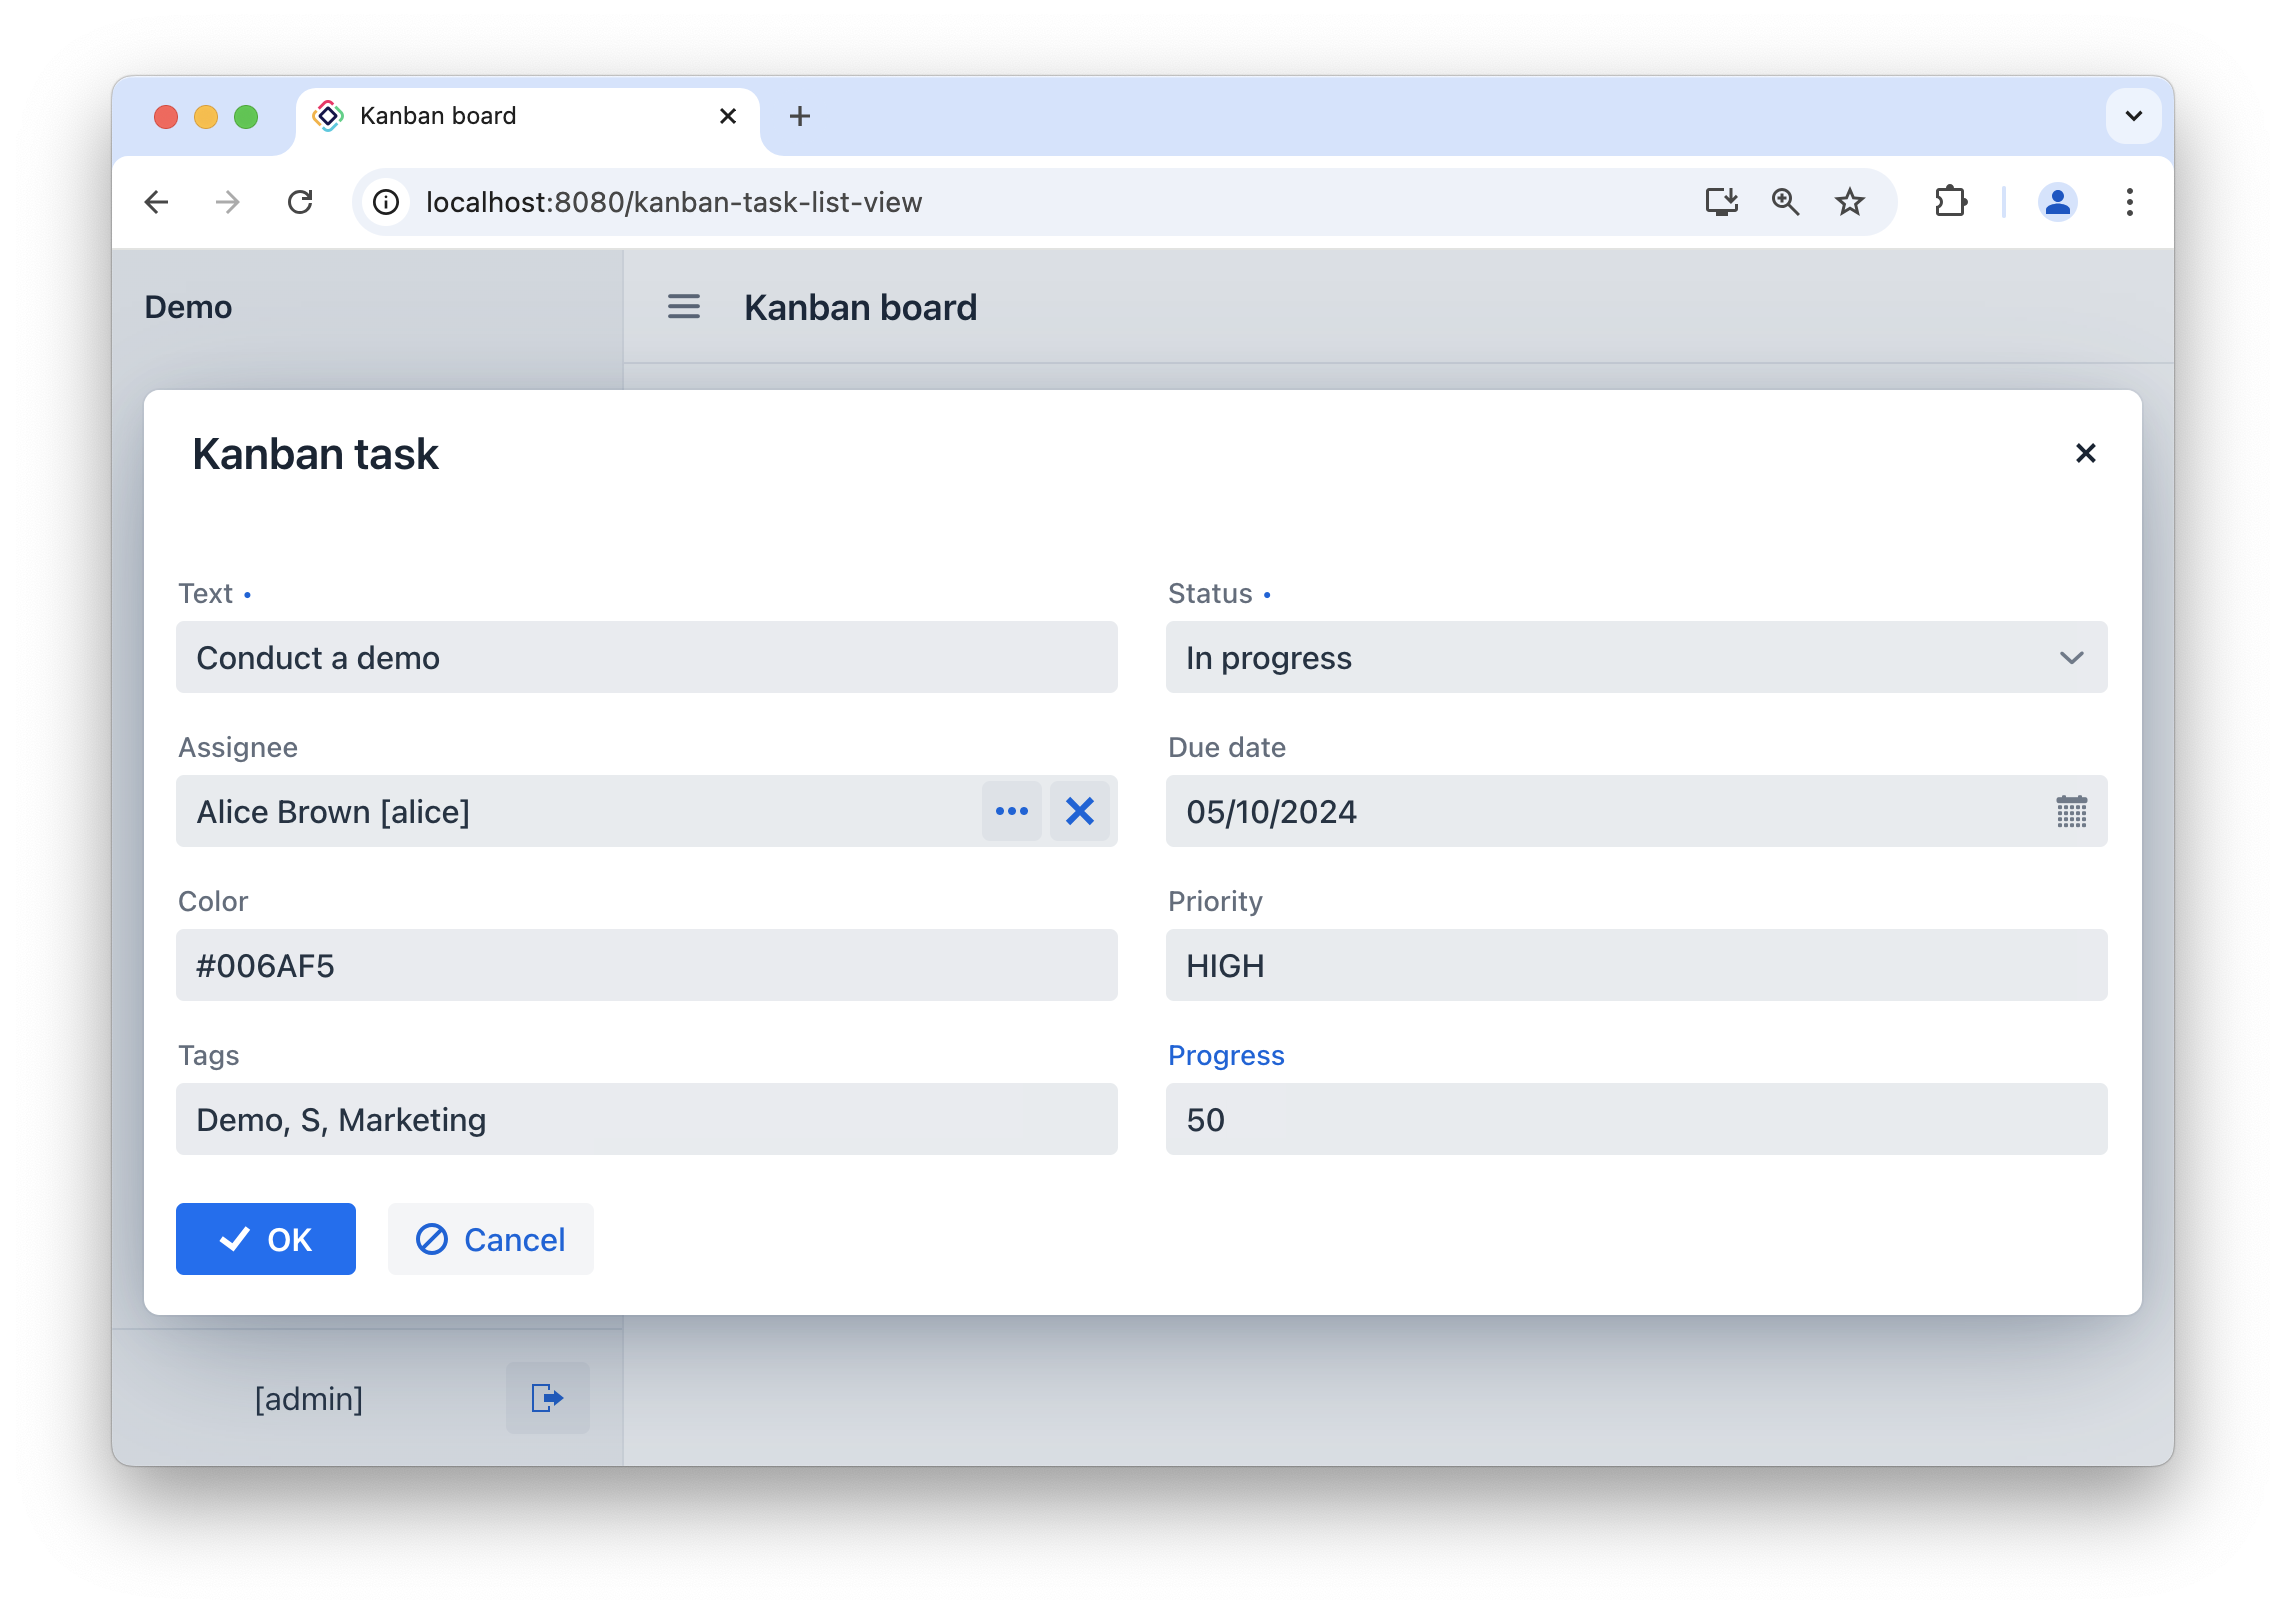 Kanban board
localhost:8080/kanban-task-list-view
Demo
Kanban board
Kanban task
Text •
Status •
Conduct a demo
In progress
Assignee
Due date
Alice Brown [alice]
05/10/2024
Color
Priority
#006AF5
HIGH
Tags
Progress
Demo, S, Marketing
50
OK
Cancel
[admin]